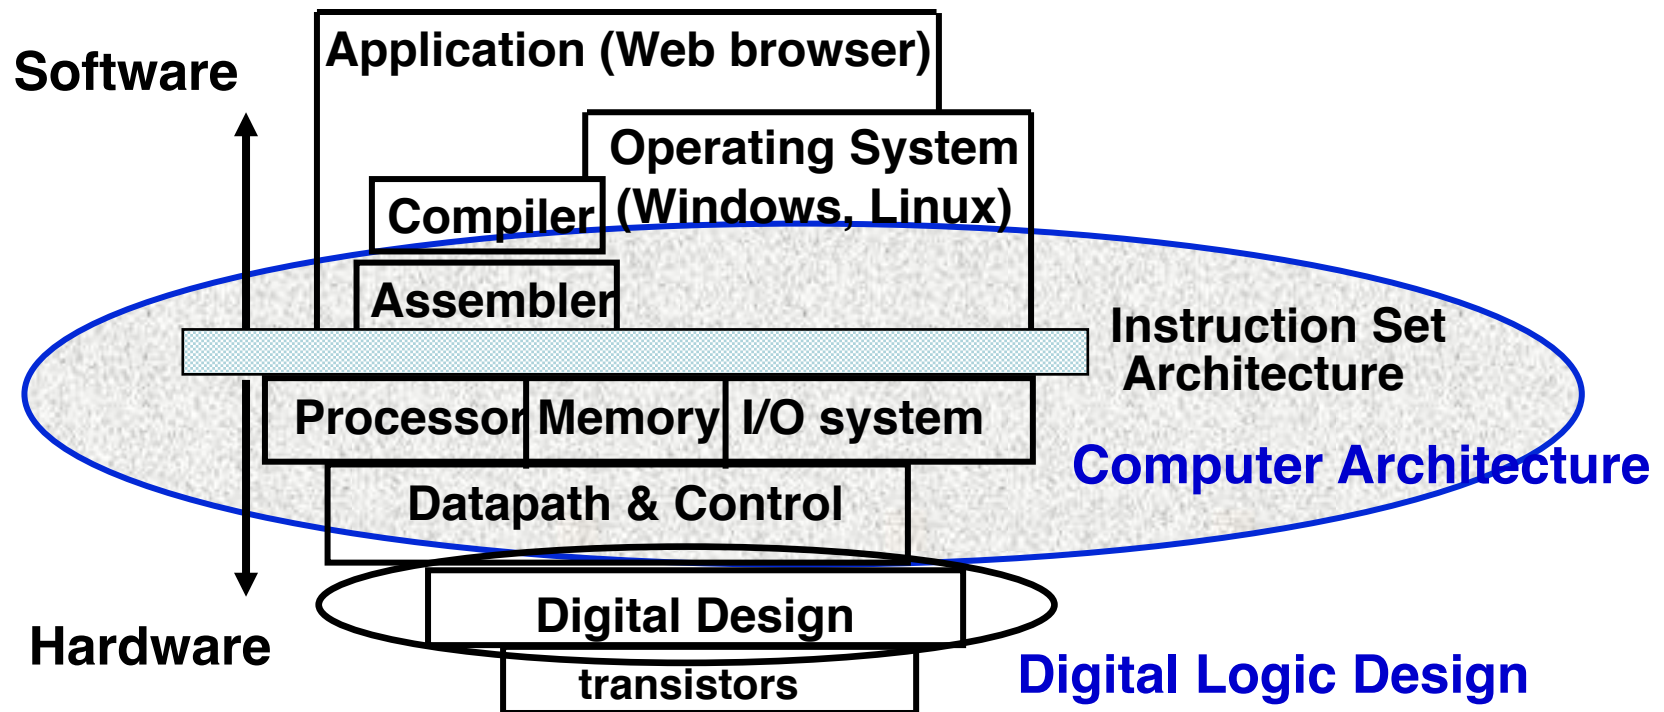 Application (Web browser)
Software
Operating System
(Windows, Linux)
Compiler
Assembler
Instruction Set
Architecture
Processor
Memory
I/O system
Computer Architecture
Datapath & Control
Digital Design
Hardware
transistors
Digital Logic Design